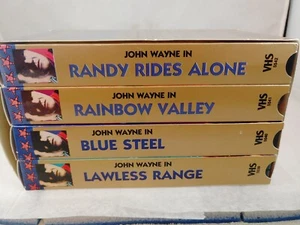 JOHN WAYNE IN
RANDY RIDES ALONE
VHS
JOHN WAYNE IN
RAINBOW VALLEY
VHS
JOHN WAYNE IN
BLUE STEEL
VHS
JOHN WAYNE IN
LAWLESS RANGE
VHS